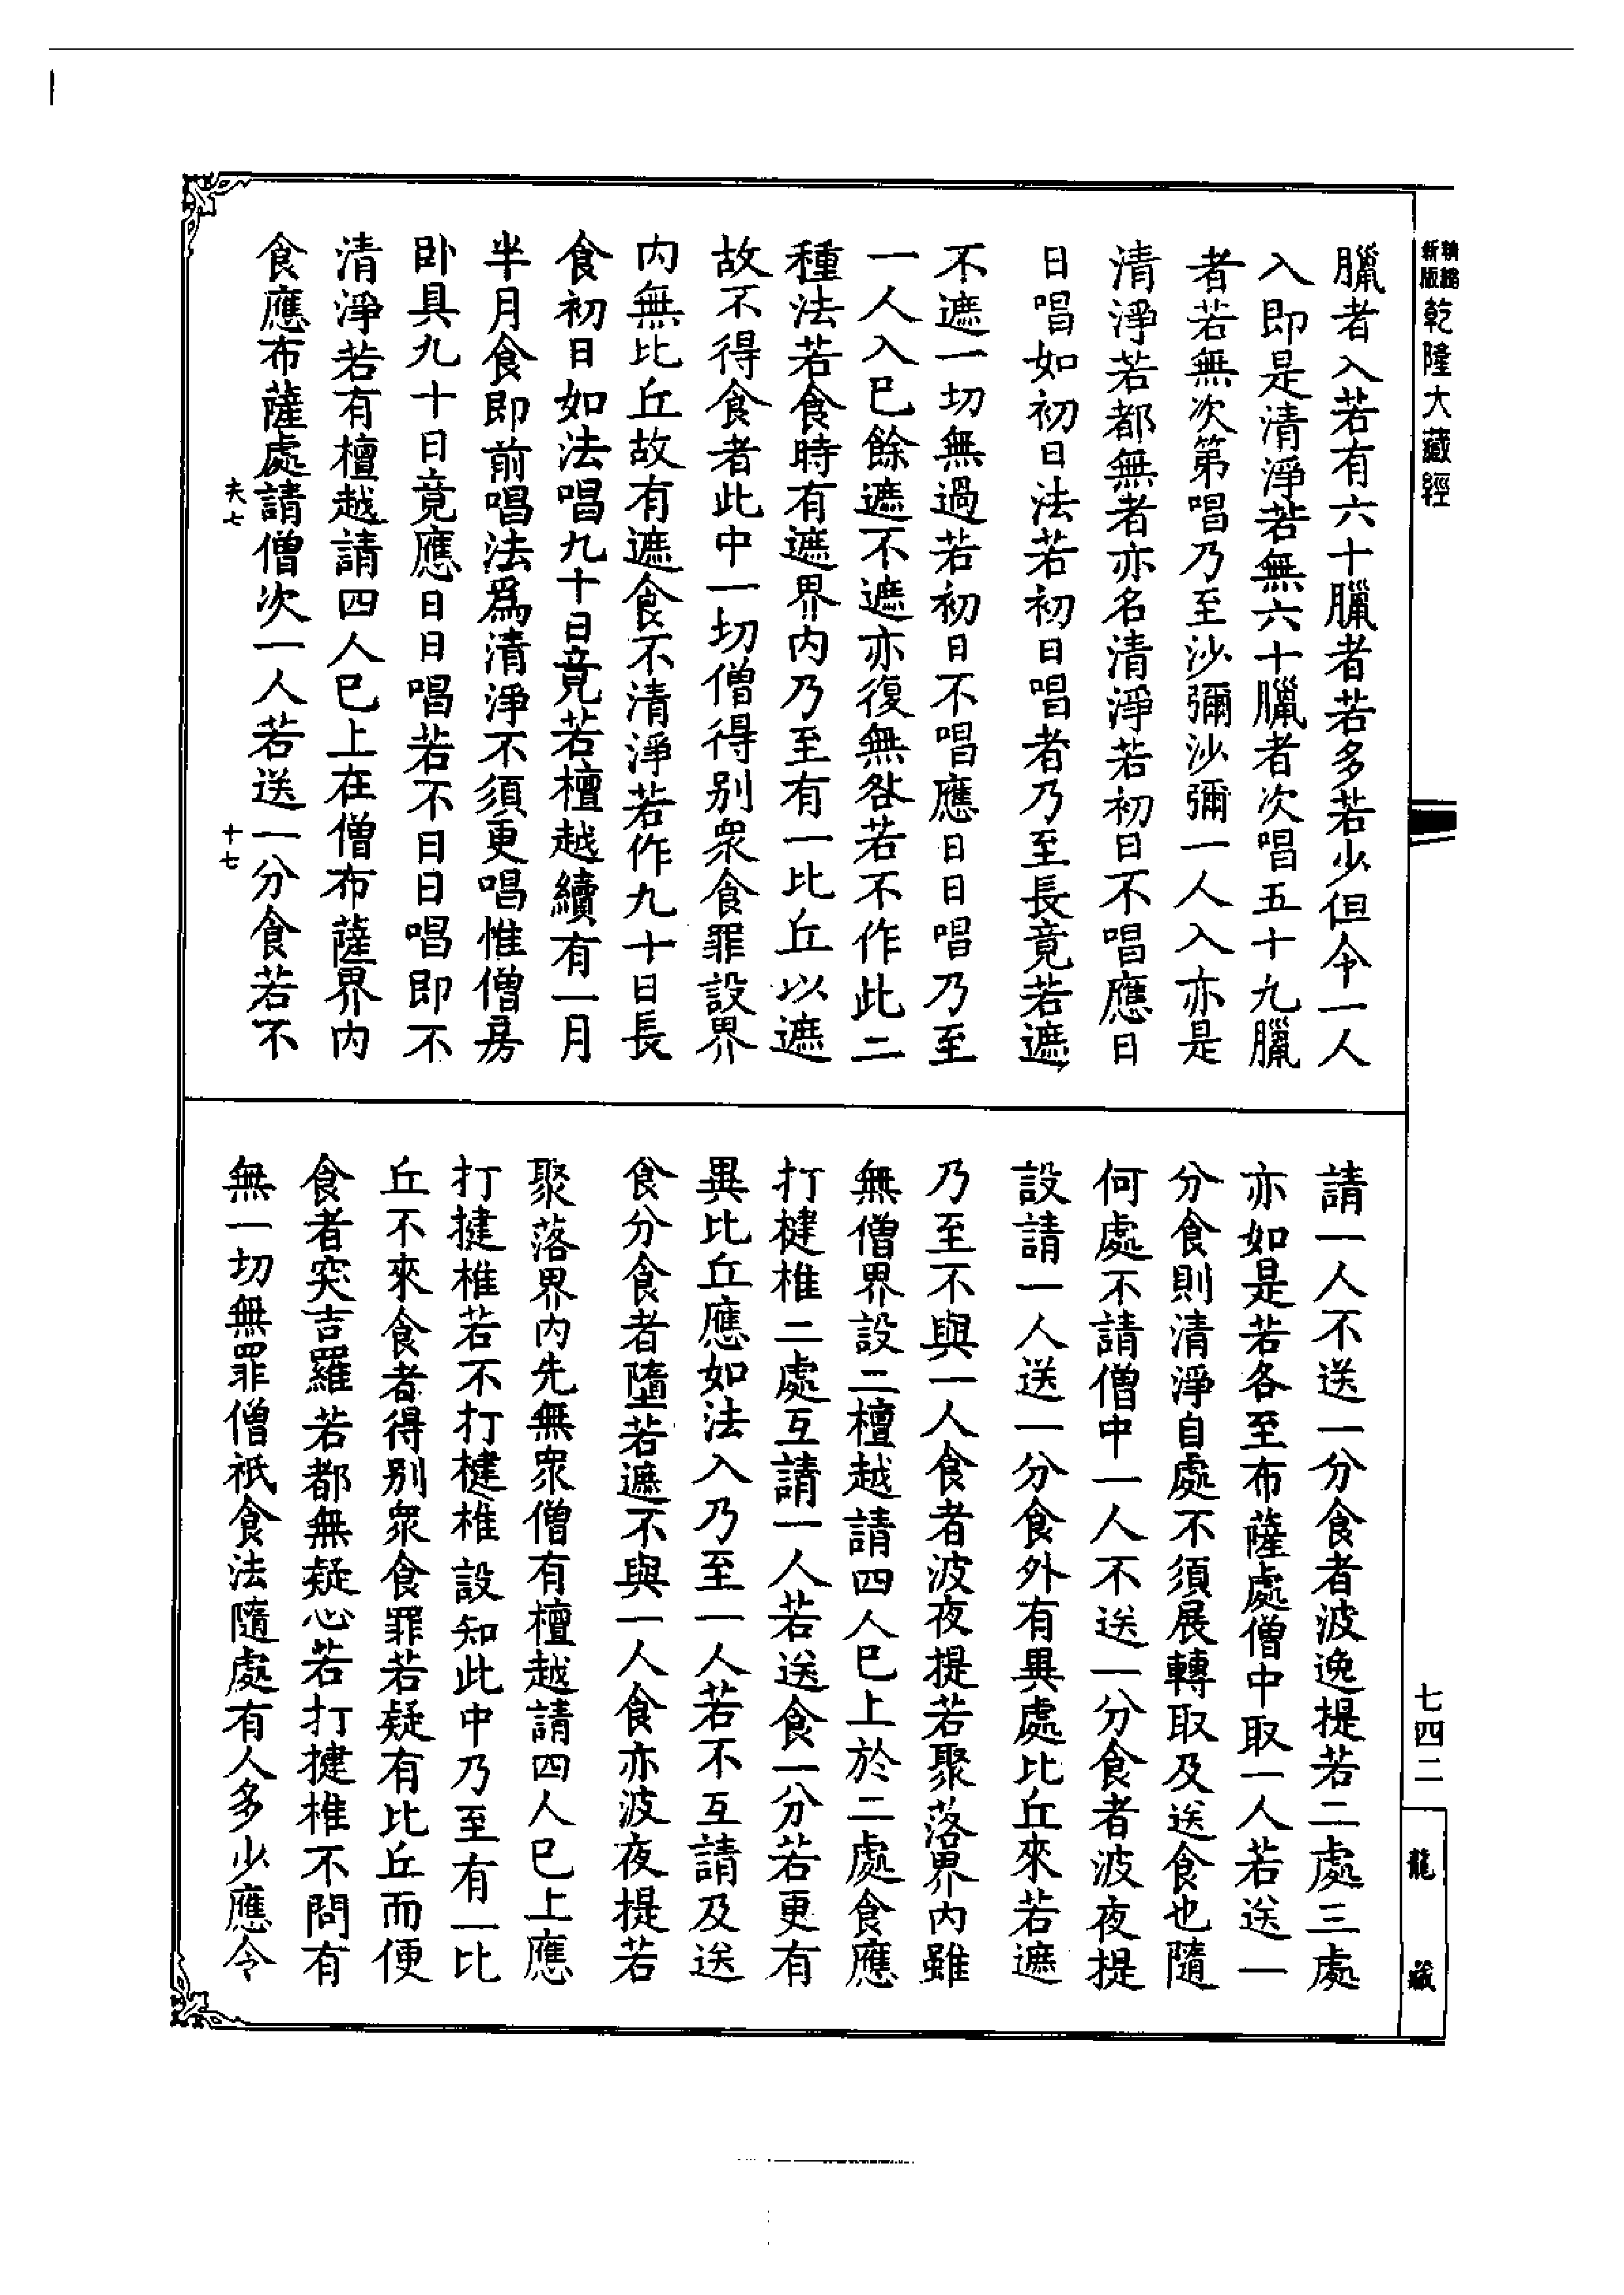 精編
新版
乾隆大藏經
臘者入若有六十臘者若多若少但令一人
入即是清淨若無六十臘者次唱五十九臘
者若無次第唱乃至沙彌沙彌一人入亦是
清淨若都無者亦名清淨若初日不唱應日
日唱如初日法若初日唱者乃至長竟若遮
不遮一切無過若初日不唱應日日唱乃至
一人入已餘遮不遮亦復無咎若不作此二
種法若食時有遮界内乃至有一比丘以遮
故不得食者此中一切僧得別衆食罪設界
内無比丘故有遮食不清淨若作九十日長
食初日如法唱九十日竟若檀越續有一月
半月食即前唱法爲清淨不須更唱惟僧房
卧具九十日竟應日日唱若不日日唱即不
清淨若有檀越請四人已上在僧布薩界内
食應布薩處請僧次一人若送一分食若不
夫七
十七
請一人不送一分食者波逸提若二處三處
亦如是若各至布薩處僧中取一人若送一
分食則清淨自處不須展轉取及送食也隨
何處不請僧中一人不送一分食者波夜提
設請一人送一分食外有異處比丘來若遮
乃至不與一人食者波夜提若聚落界内雖
無僧界設二檀越請四人已上於二處食應
打揵椎二處互請一人若送食一分若更有
異比丘應如法入乃至一人若不互請及送
食分食者墮若遮不與一人食亦波夜提若
聚落界内先無衆僧有檀越請四人已上應
打揵椎若不打揵椎設知此中乃至有一比
丘不來食者得別衆食罪若疑有比丘而便
食者突吉羅若都無疑心若打揵椎不問有
無一切無罪僧祇食法隨處有人多少應令
七四二
龍藏